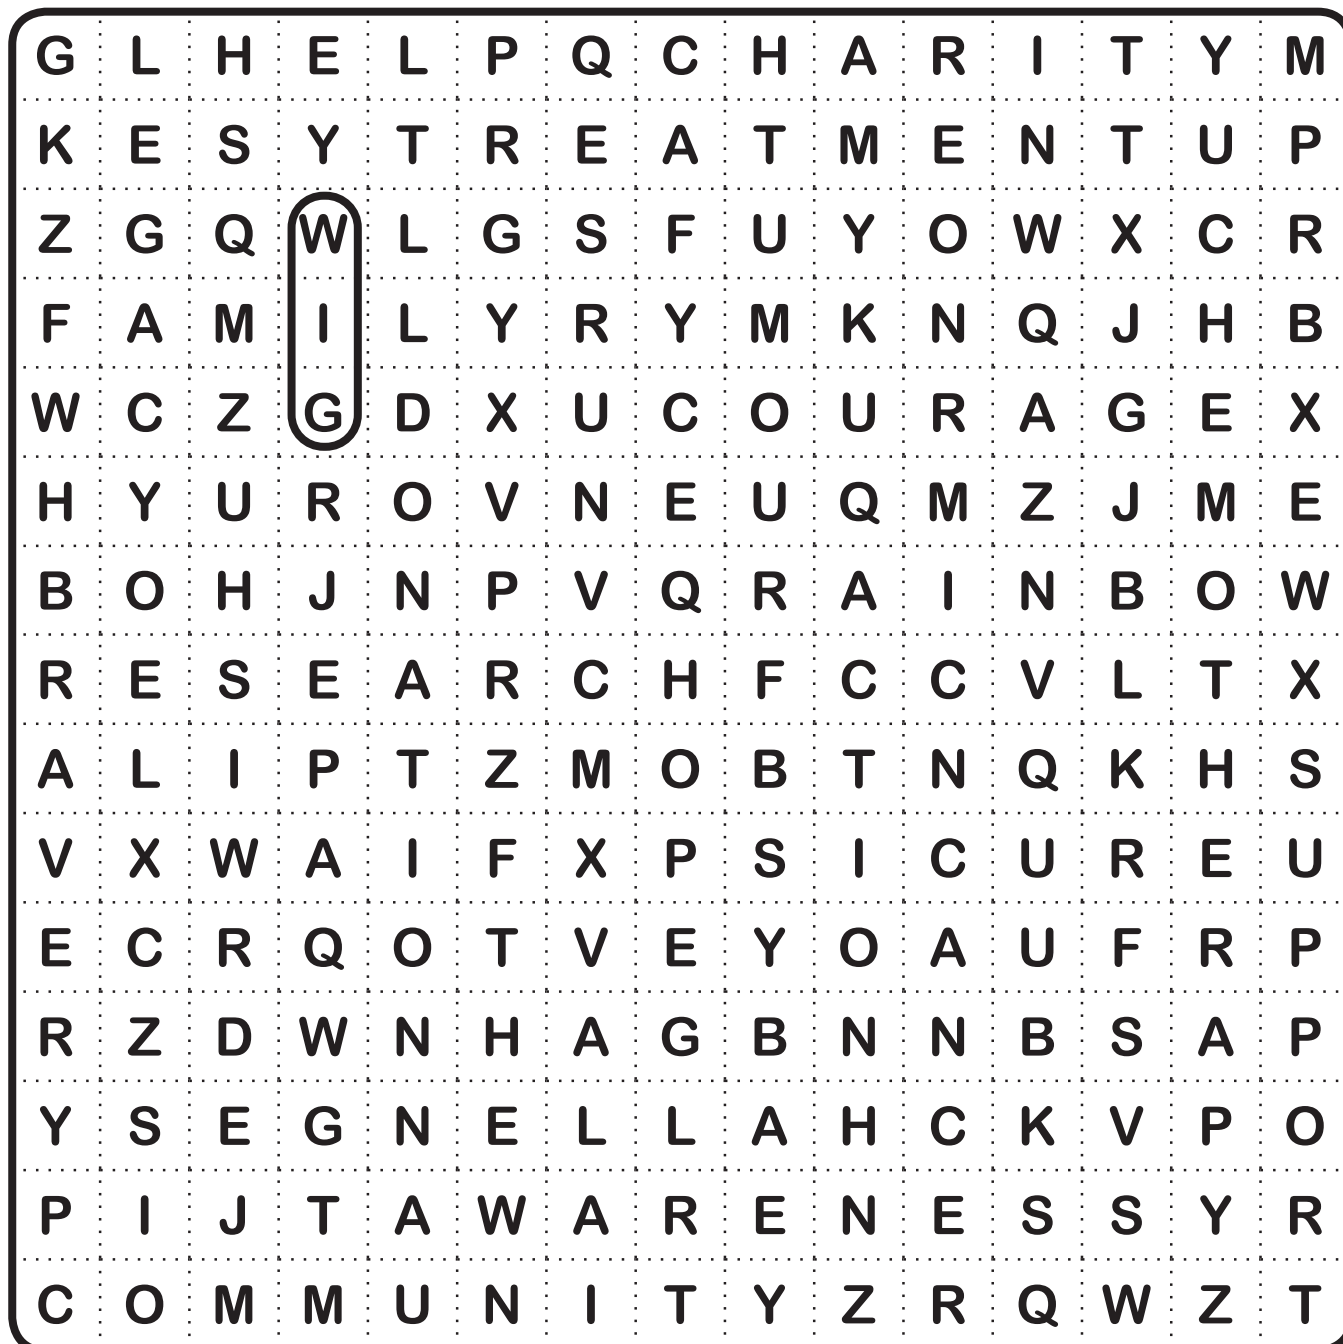 G L H E L P Q C H A R I T Y M
K E S Y T R E A T M E N T U P
Z G Q W L G S F U Y O W X C R
F A M I L Y R Y M K N Q J H B
W C Z G D X U C O U R A G E X
H Y U R O V N E U Q M Z J M E
B O H J N P V Q R A I N B O W
R E S E A R C H F C C V L T X
A L I P T Z M O B T N Q K H S
V X W A I F X P S I C U R E U
E C R Q O T V E Y O A U F R P
R Z D W N H A G B N N B S A P
Y S E G N E L L A H C K V P O
P I J T A W A R E N E S S Y R
C O M M U N I T Y Z R Q W Z T